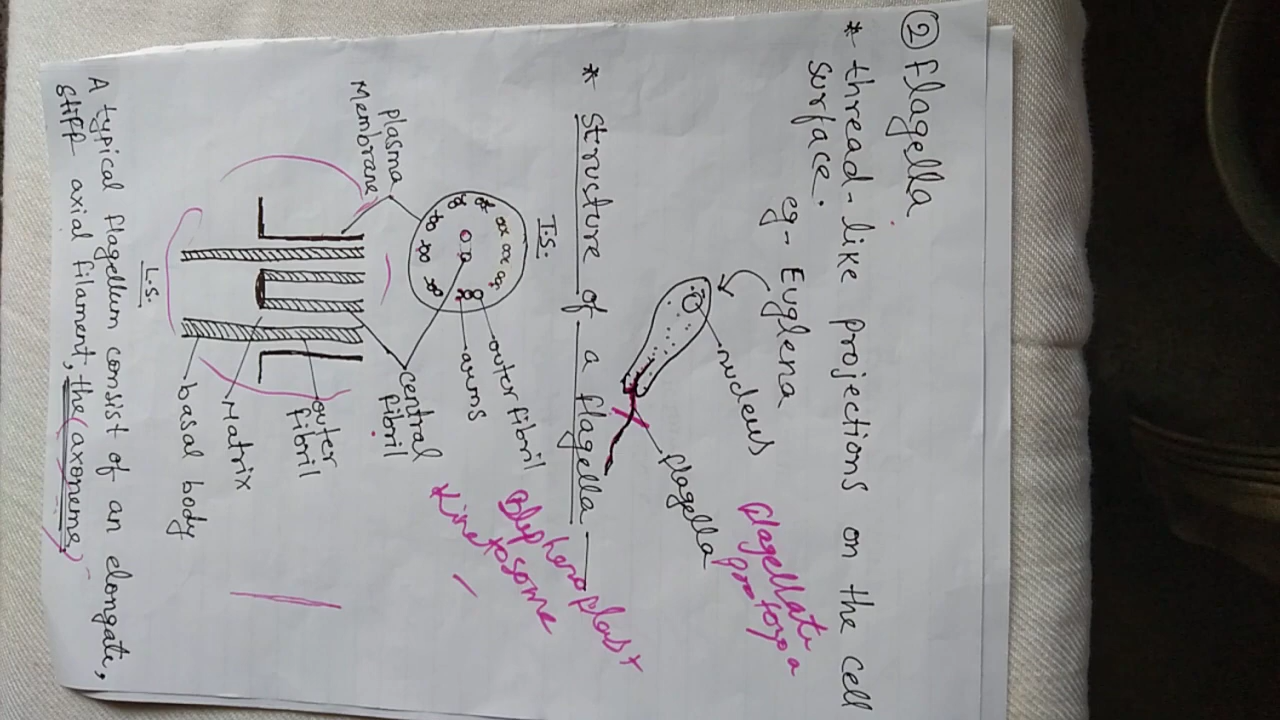 ② flagella
* thread-like projections on the cell
surface.
eg- Euglena
nucleus
flagella
flagellate
protozoa
* Structure of a flagella -
T.S.
outer fibril
arms
central
fibril
plasma
Membrane
Blephenoplast
Kinetosome
outer
fibril
Matrix
basal body
L.S.
A typical flagellum consist of an elongate,
stiff axial filament, the (axoneme,)